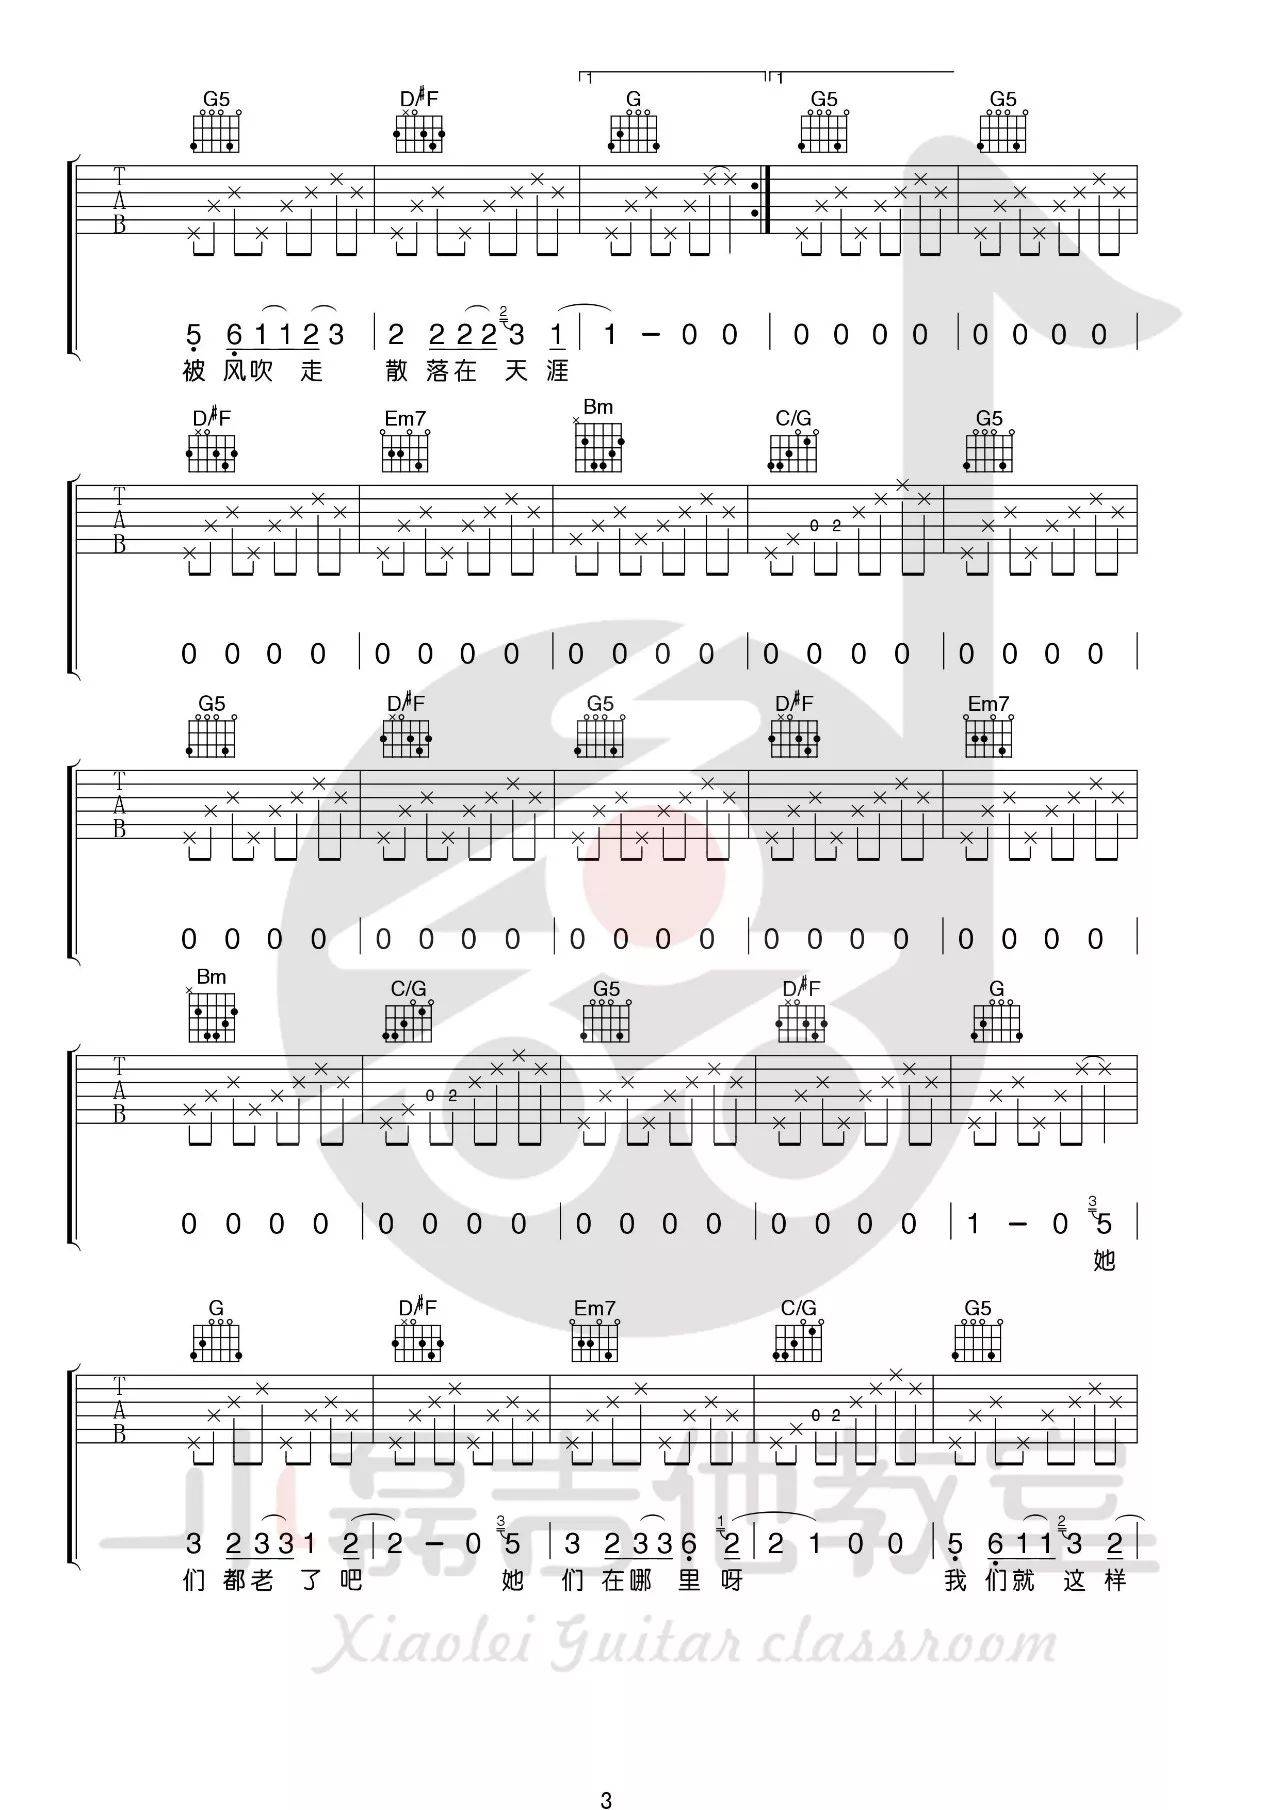 1 1
G5 D/#F G G5 G5
T A B
5 6 1 1 2 3 | 2 2 2 2 2 3 1 | 1 - 0 0 | 0 0 0 0 | 0 0 0 0 |
被 风吹 走 散 落在 天 涯
D/#F Em7 Bm C/G G5
T A B 0 2
0 0 0 0 | 0 0 0 0 | 0 0 0 0 | 0 0 0 0 | 0 0 0 0 |
G5 D/#F G5 D/#F Em7
T A B
0 0 0 0 | 0 0 0 0 | 0 0 0 0 | 0 0 0 0 | 0 0 0 0 |
Bm C/G G5 D/#F G
T A B 0 2
0 0 0 0 | 0 0 0 0 | 0 0 0 0 | 0 0 0 0 | 1 - 0 3 5 |
她
G D/#F Em7 C/G G5
T A B 0 2
3 2 3 3 1 2 | 2 - 0 3 5 | 3 2 3 3 6 1 2 | 2 1 0 0 | 5 6 1 1 2 3 2 |
们 都老 了 吧 她 们 在哪 里 呀 我 们就 这 样
小磊吉他教室
Xiaolei Guitar classroom
3